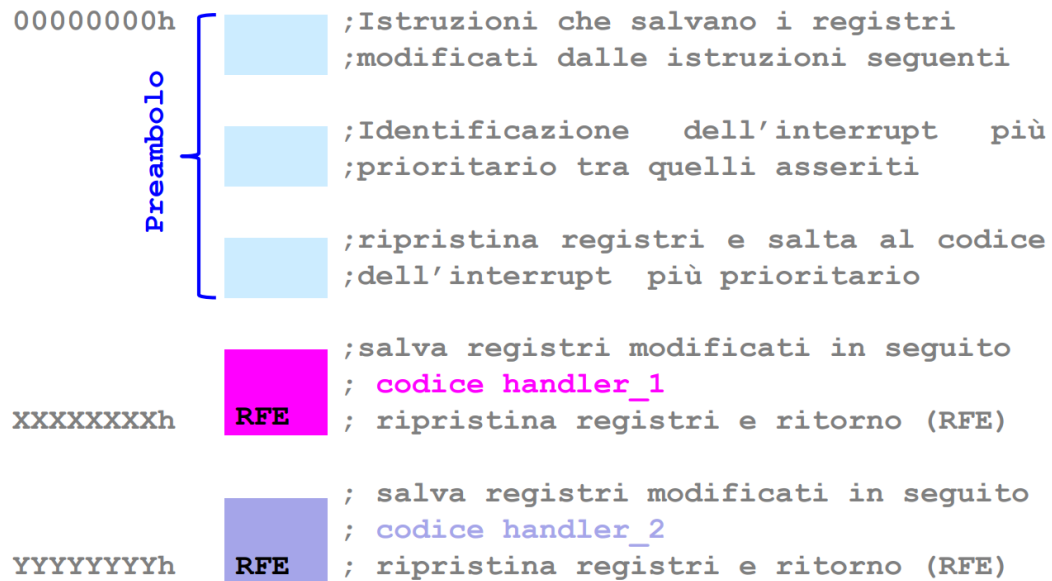 00000000h ;Istruzioni che salvano i registri
;modificati dalle istruzioni seguenti
Preambolo
;Identificazione dell'interrupt più
;prioritario tra quelli asseriti
;ripristina registri e salta al codice
;dell'interrupt più prioritario
;salva registri modificati in seguito
; codice handler_1
XXXXXXXXh RFE ; ripristina registri e ritorno (RFE)
; salva registri modificati in seguito
; codice handler_2
YYYYYYYYh RFE ; ripristina registri e ritorno (RFE)